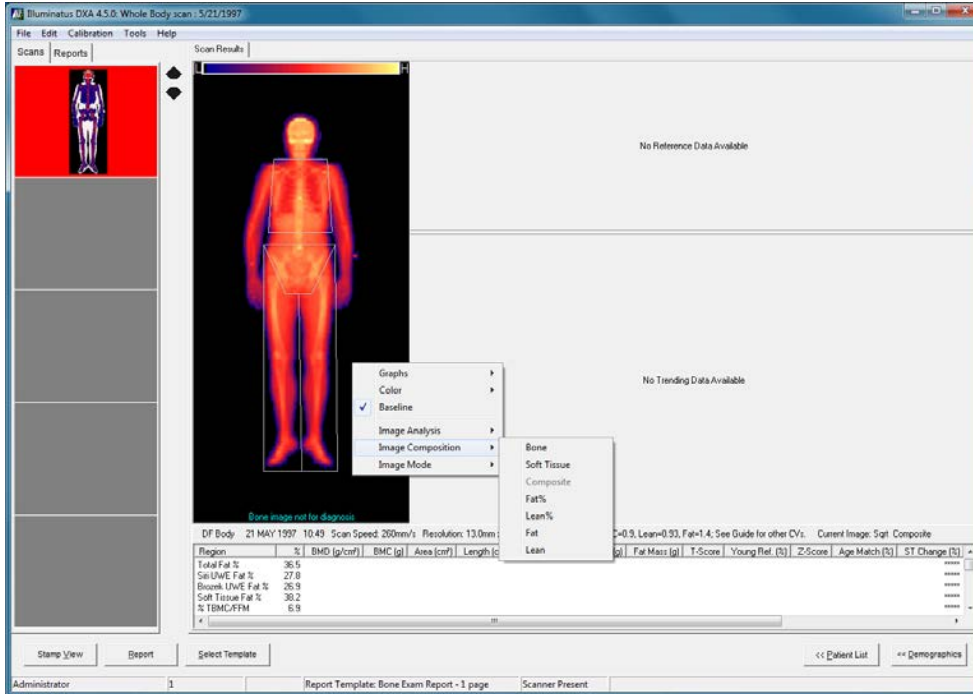 Illuminatus DXA 4.5.0: Whole Body scan : 5/21/1997
File Edit Calibration Tools Help
Scans Reports
Scan Results
L H
No Reference Data Available
No Trending Data Available
Graphs
Color
Baseline
Image Analysis
Image Composition
Image Mode
Bone
Soft Tissue
Composite
Fat%
Lean%
Fat
Lean
Bone image not for diagnosis
DF Body 21 MAY 1997 10:49 Scan Speed: 260mm/s Resolution: 13.0mm =0.9, Lean=0.93, Fat=1.4; See Guide for other CVs. Current Image: Sqrt Composite
Region % BMD (g/cm²) BMC (g) Area (cm²) Length (c (g) Fat Mass (g) T-Score Young Ref. (%) Z-Score Age Match (%) ST Change (%)
Total Fat % 36.5 *****
Siri UWE Fat % 27.8 *****
Brozek UWE Fat % 26.9 *****
Soft Tissue Fat % 38.2 *****
% TBMC/FFM 6.9 *****
Stamp View Report Select Template << Patient List << Demographics
Administrator 1 Report Template: Bone Exam Report - 1 page Scanner Present